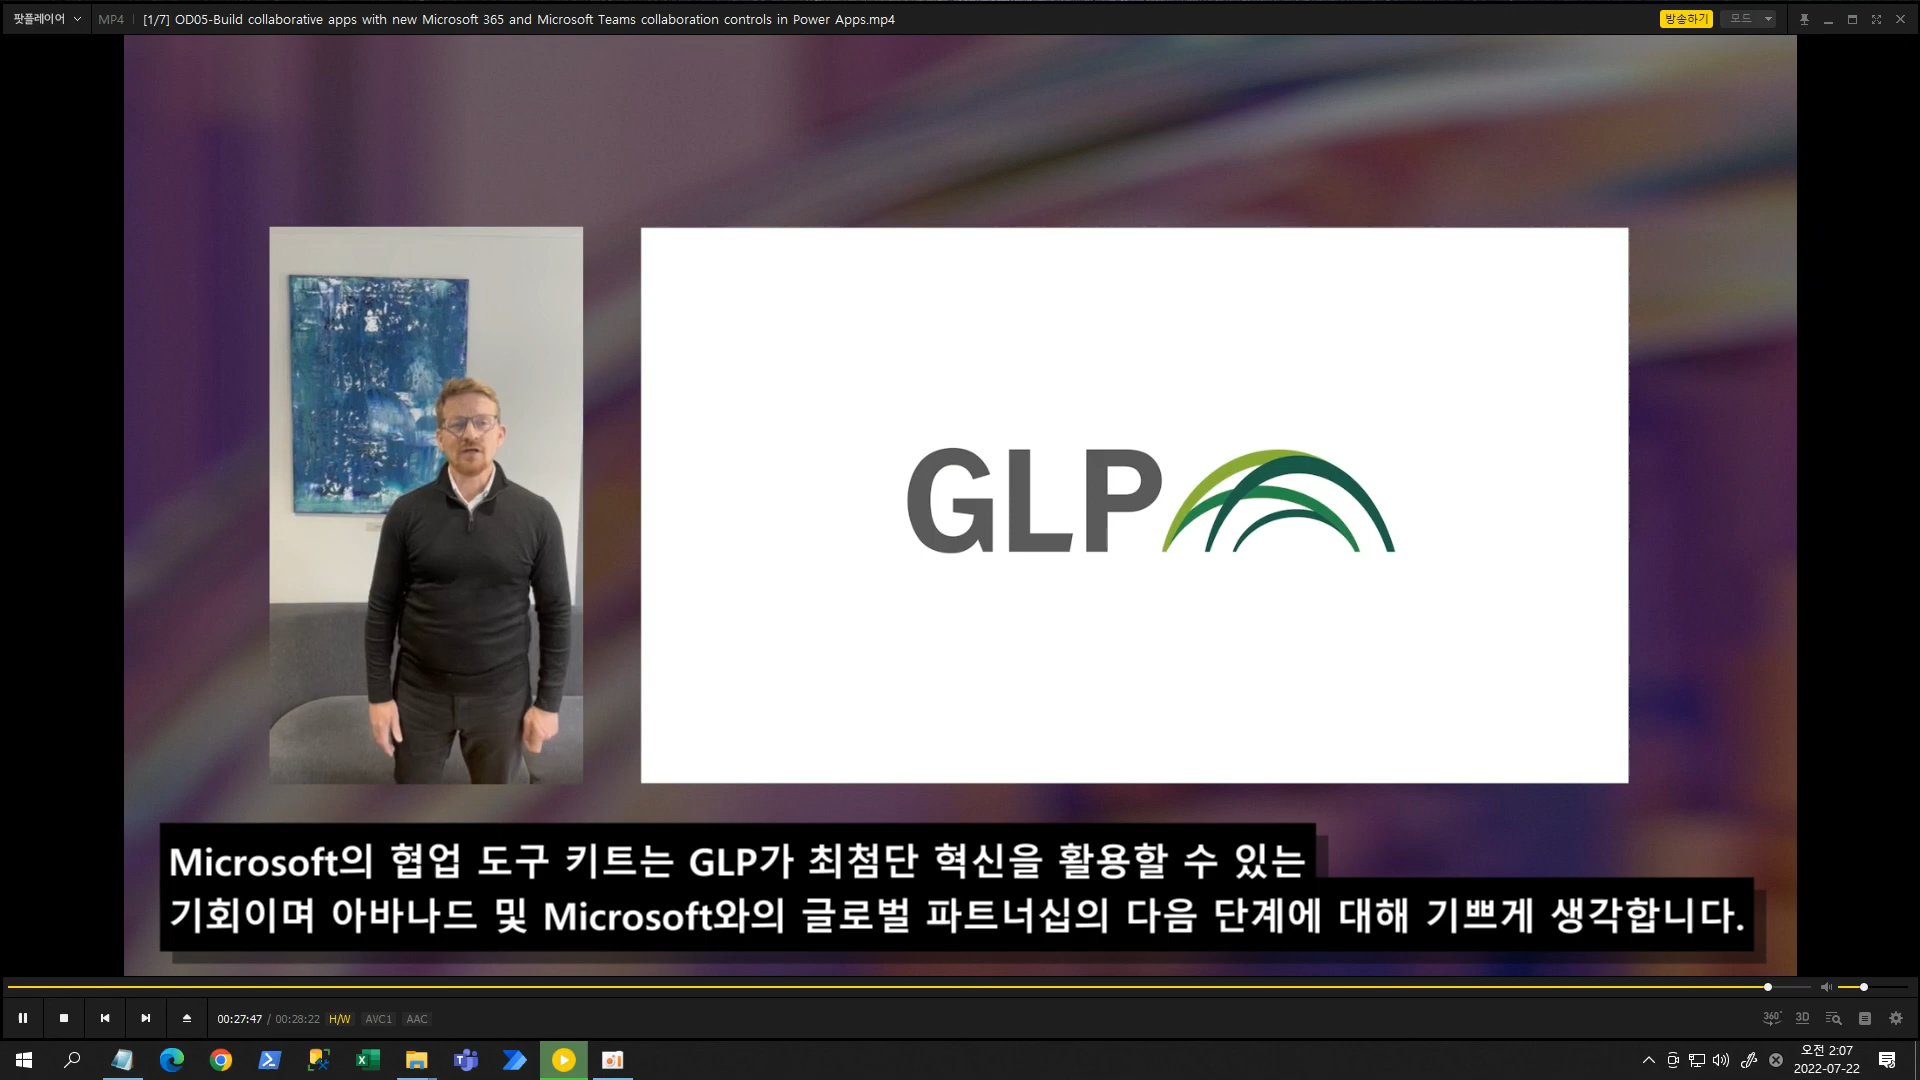 팟플레이어
MP4
[1/7] OD05-Build collaborative apps with new Microsoft 365 and Microsoft Teams collaboration controls in Power Apps.mp4
방송하기
모드
GLP
Microsoft의 협업 도구 키트는 GLP가 최첨단 혁신을 활용할 수 있는
기회이며 아바나드 및 Microsoft와의 글로벌 파트너십의 다음 단계에 대해 기쁘게 생각합니다.
00:27:47 / 00:28:22 H/W AVC1 AAC
360° 3D
오전 2:07
2022-07-22